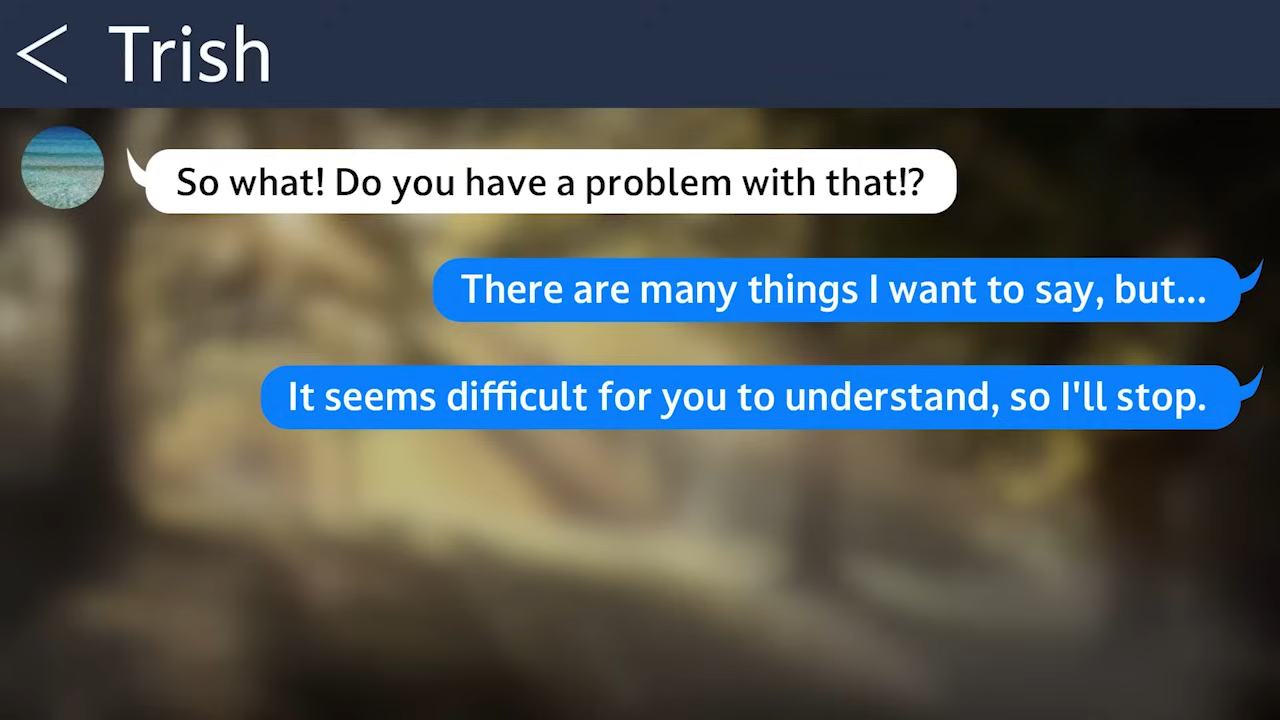 Trish
So what! Do you have a problem with that!?
There are many things I want to say, but...
It seems difficult for you to understand, so I'll stop.